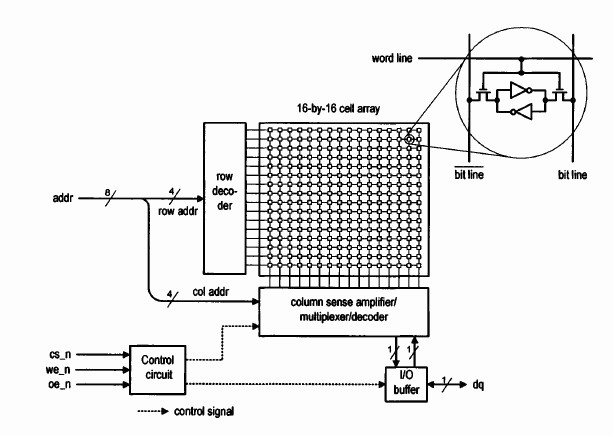 word line
16-by-16 cell array
bit line
bit line
row
deco-
der
addr
8
4
row addr
4
col addr
column sense amplifier/
multiplexer/decoder
cs_n
we_n
oe_n
Control
circuit
1
1
I/O
buffer
1
dq
control signal